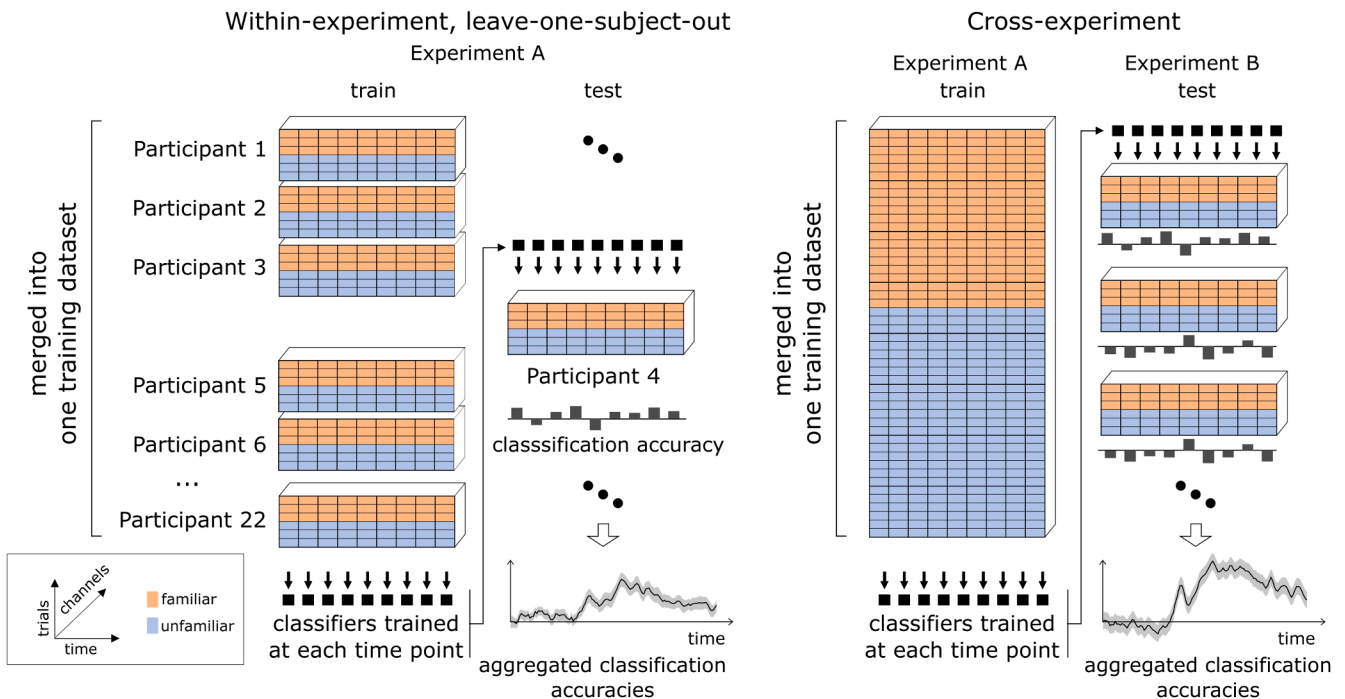 Within-experiment, leave-one-subject-out
Experiment A
train
test
merged into
one training dataset
Participant 1
Participant 2
Participant 3
Participant 5
Participant 6
...
Participant 22
Participant 4
classsification accuracy
classifiers trained
at each time point
time
aggregated classification
accuracies
trials
channels
time
familiar
unfamiliar
Cross-experiment
Experiment A
train
Experiment B
test
merged into
one training dataset
classifiers trained
at each time point
time
aggregated classification
accuracies